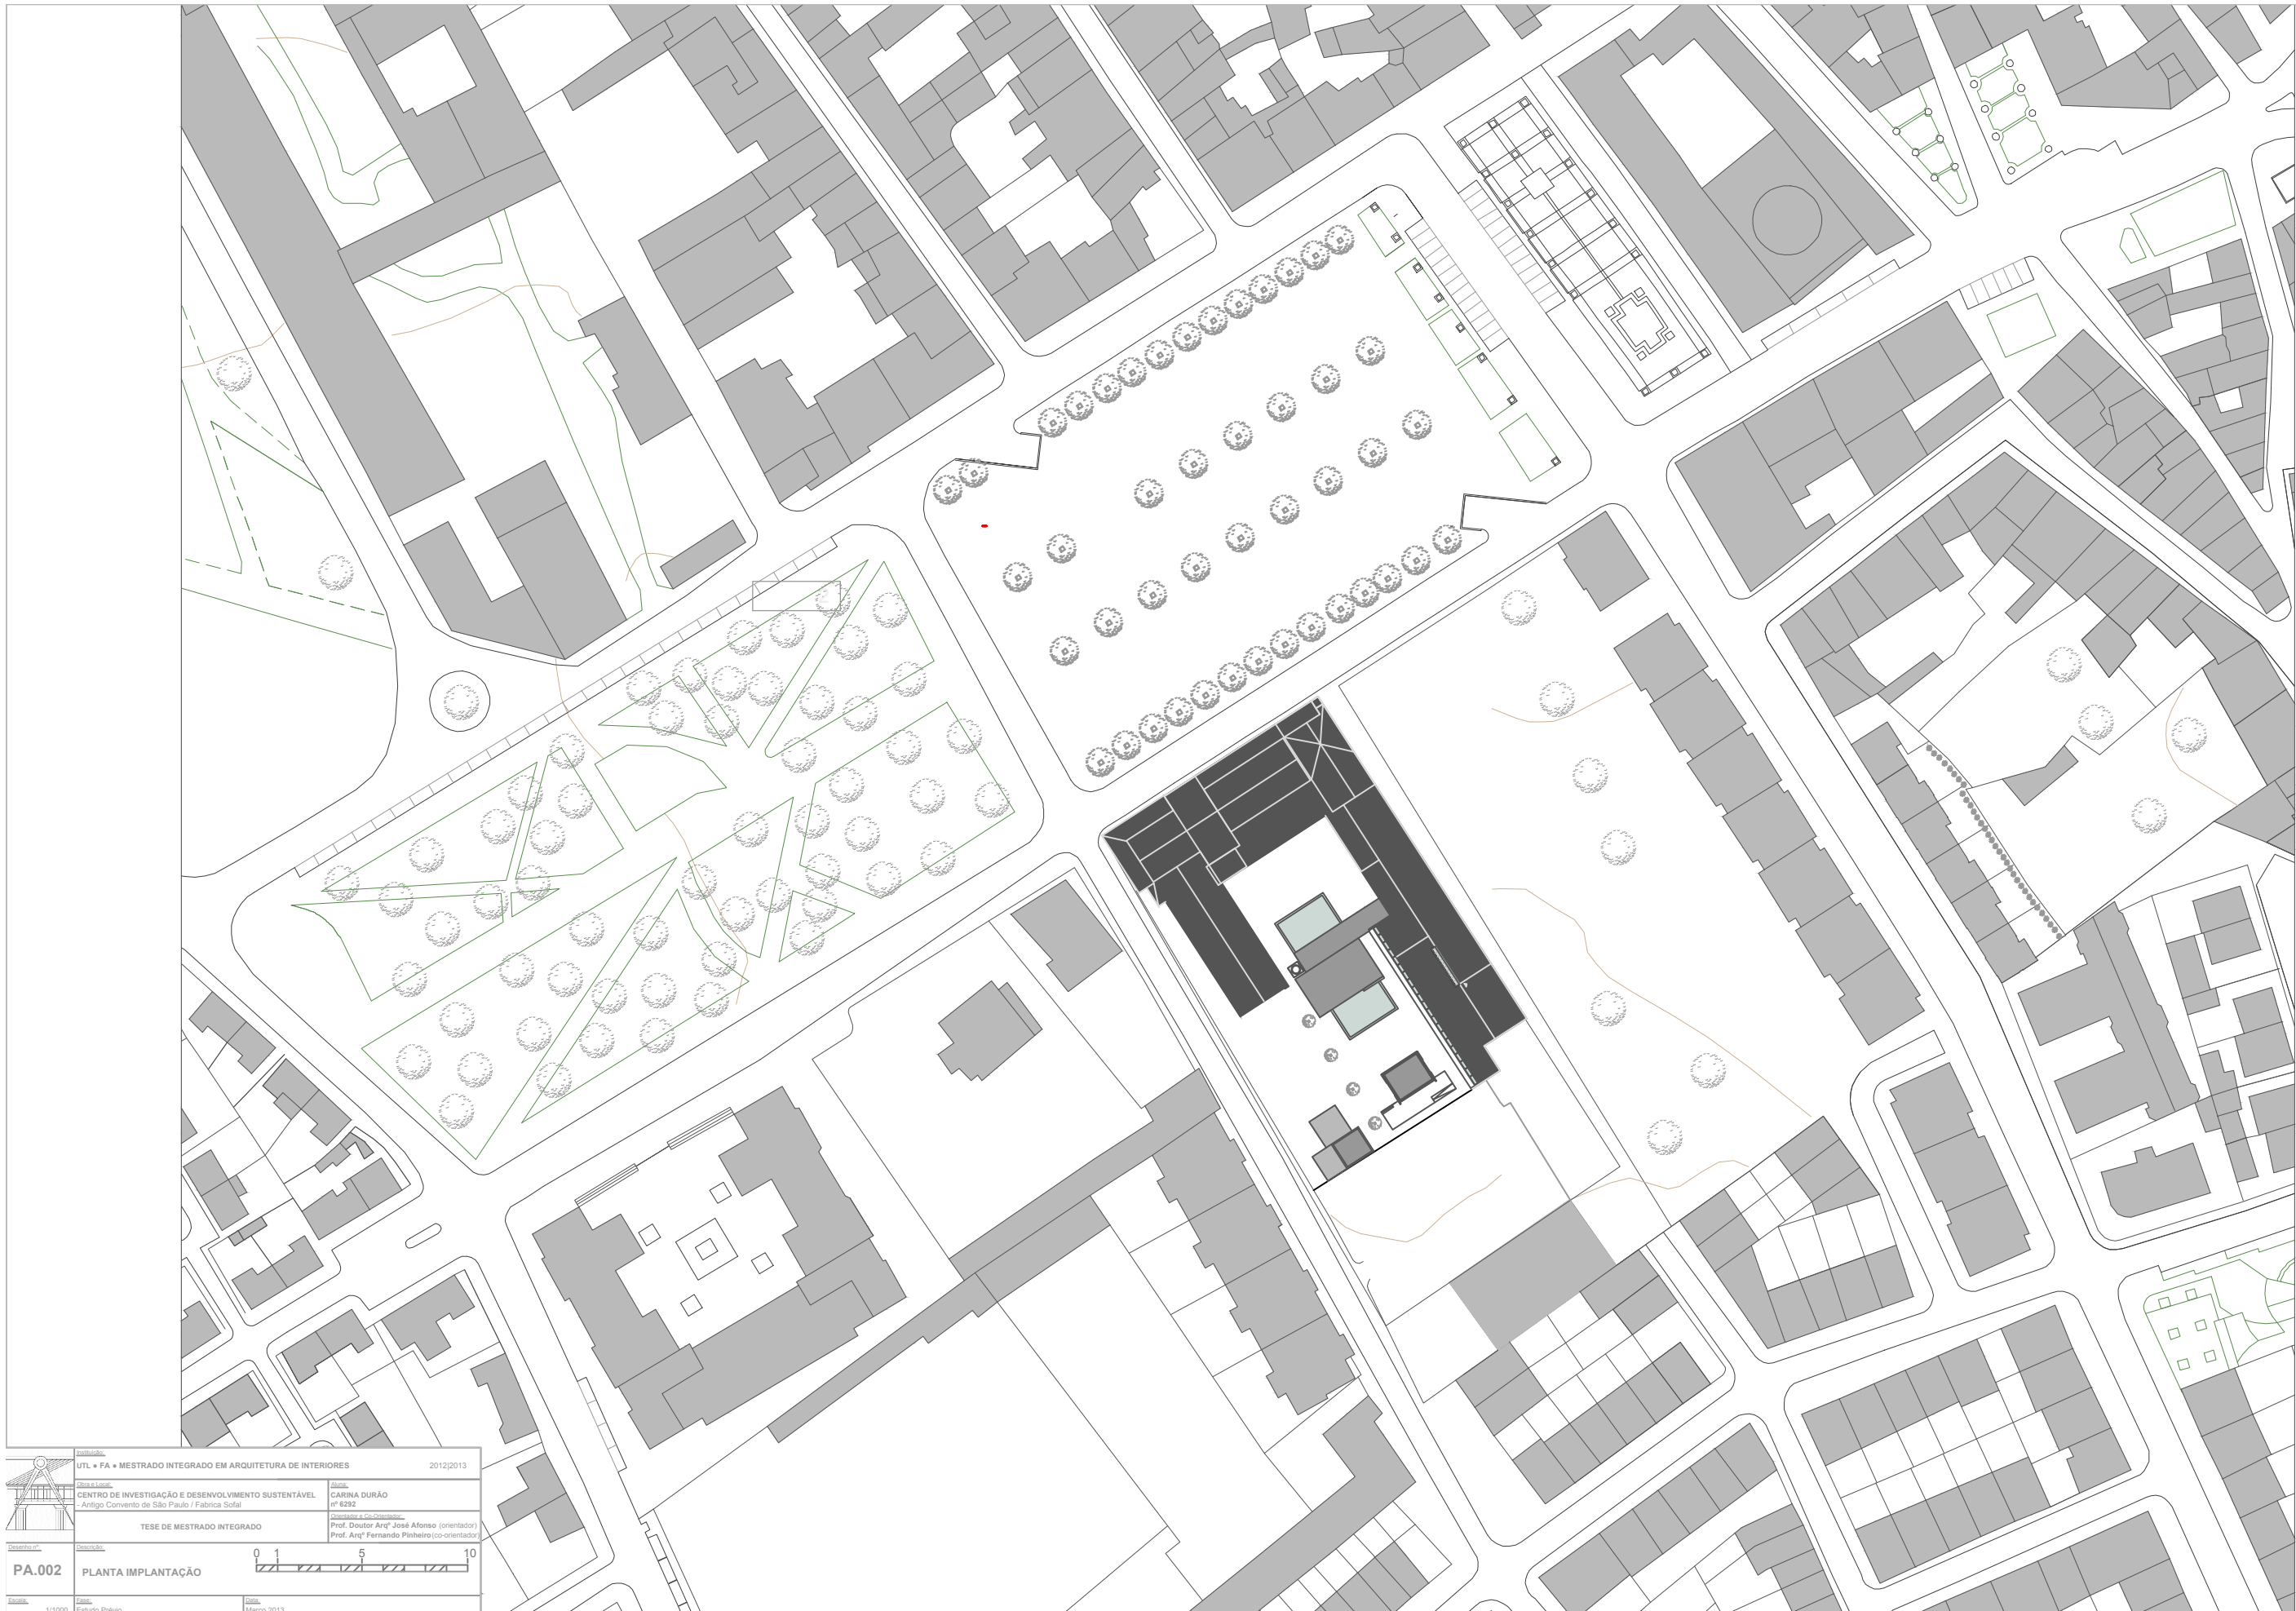 Instituição:
UTL ● FA ● MESTRADO INTEGRADO EM ARQUITETURA DE INTERIORES 2012|2013
Obra e Local:
CENTRO DE INVESTIGAÇÃO E DESENVOLVIMENTO SUSTENTÁVEL
- Antigo Convento de São Paulo / Fabrica Sofal
Aluna:
CARINA DURÃO
nº 6292
TESE DE MESTRADO INTEGRADO
Orientador e Co-Orientador:
Prof. Doutor Arqº José Afonso (orientador)
Prof. Arqº Fernando Pinheiro (co-orientador)
Desenho nº:
PA.002
Descrição:
PLANTA IMPLANTAÇÃO
0 1 5 10
Escala:
1/1000
Fase:
Estudo Prévio
Data:
Março 2013